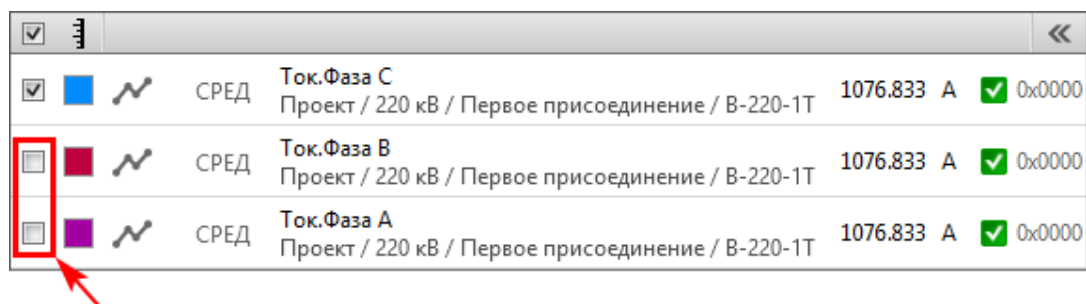 СРЕД Ток.Фаза С 1076.833 А 0x0000
Проект / 220 кВ / Первое присоединение / В-220-1Т
СРЕД Ток.Фаза В 1076.833 А 0x0000
Проект / 220 кВ / Первое присоединение / В-220-1Т
СРЕД Ток.Фаза А 1076.833 А 0x0000
Проект / 220 кВ / Первое присоединение / В-220-1Т